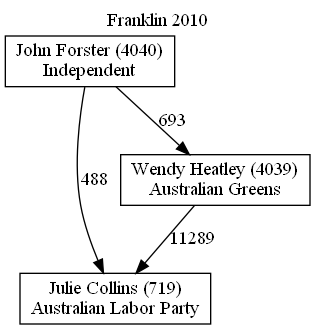 Franklin 2010
John Forster (4040)
Independent
693
Wendy Heatley (4039)
Australian Greens
488
11289
Julie Collins (719)
Australian Labor Party